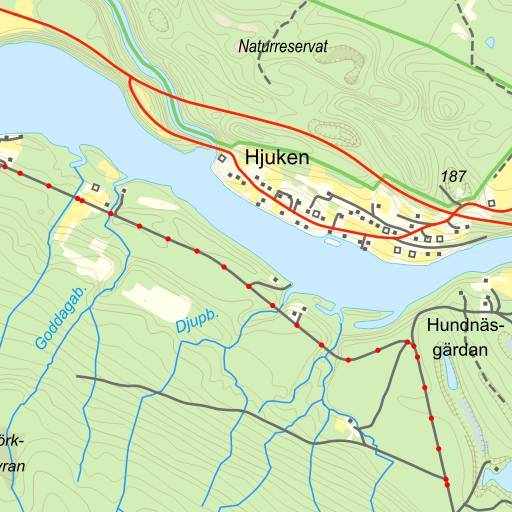 Naturreservat
Hjuken
187
Goddagab.
Djupb.
Hundnäs-
gärdan
örk-
yran